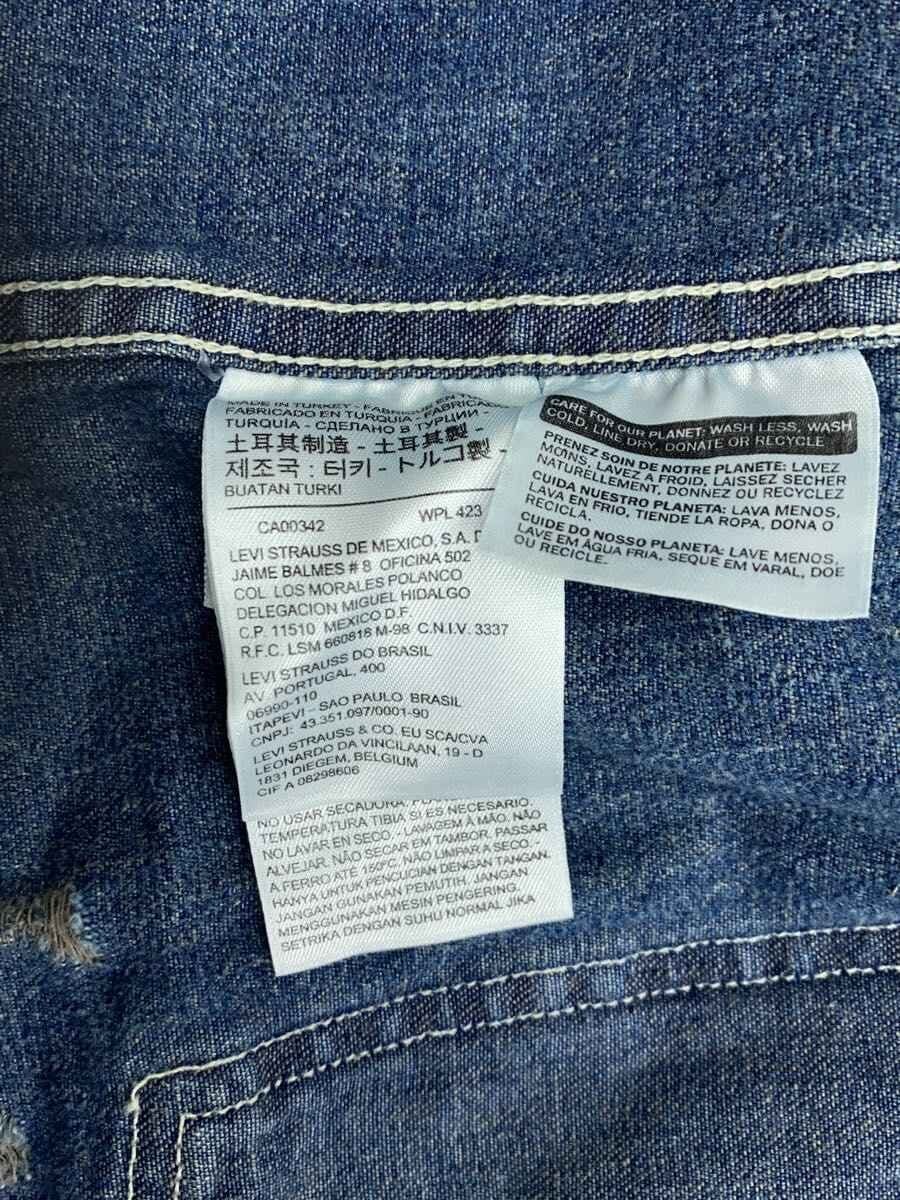 MADE IN TURKEY - FABRIQUÉ EN
FABRICADO EN TURQUÍA - FABRICADO
TURQUIA - СДЕЛАНО В ТУРЦИИ -
土耳其制造 - 土耳其製 -
제조국 : 터키 - トルコ製 -
BUATAN TURKI
CA00342 WPL 423
LEVI STRAUSS DE MEXICO, S.A. D
JAIME BALMES # 8 OFICINA 502
COL. LOS MORALES POLANCO
DELEGACION MIGUEL HIDALGO
C.P. 11510 MEXICO D.F.
R.F.C. LSM 660818 M-98 C.N.I.V. 3337
LEVI STRAUSS DO BRASIL
AV. PORTUGAL, 400
06990-110
ITAPEVI – SAO PAULO BRASIL
CNPJ: 43.351.097/0001-90
LEVI STRAUSS & CO. EU SCA/CVA
LEONARDO DA VINCILAAN, 19 - D
1831 DIEGEM, BELGIUM
CIF A 08298606
NO USAR SECADORA.
TEMPERATURA TIBIA SI ES NECESARIO.
NO LAVAR EN SECO. - LAVAGEM À MÃO. NÃO
ALVEJAR. NÃO SECAR EM TAMBOR. PASSAR
A FERRO ATÉ 150ºC. NÃO LIMPAR A SECO. -
HANYA UNTUK PENCUCIAN DENGAN TANGAN.
JANGAN GUNAKAN PEMUTIH. JANGAN
MENGGUNAKAN MESIN PENGERING.
SETRIKA DENGAN SUHU NORMAL JIKA
CARE FOR OUR PLANET: WASH LESS, WASH
COLD, LINE DRY, DONATE OR RECYCLE
PRENEZ SOIN DE NOTRE PLANETE: LAVEZ
MOINS, LAVEZ A FROID, LAISSEZ SECHER
NATURELLEMENT, DONNEZ OU RECYCLEZ
CUIDA NUESTRO PLANETA: LAVA MENOS,
LAVA EN FRIO, TIENDE LA ROPA, DONA O
RECICLA.
CUIDE DO NOSSO PLANETA: LAVE MENOS,
LAVE EM ÁGUA FRIA, SEQUE EM VARAL, DOE
OU RECICLE.